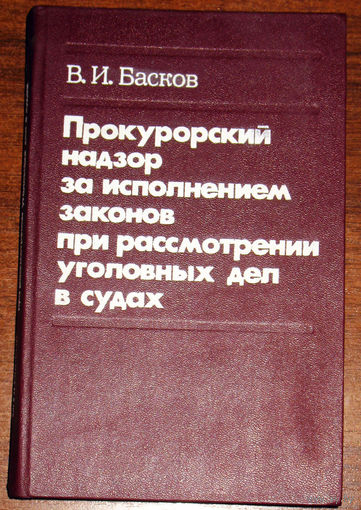 В. И. Басков
Прокурорский
надзор
за исполнением
законов
при рассмотрении
уголовных дел
в судах